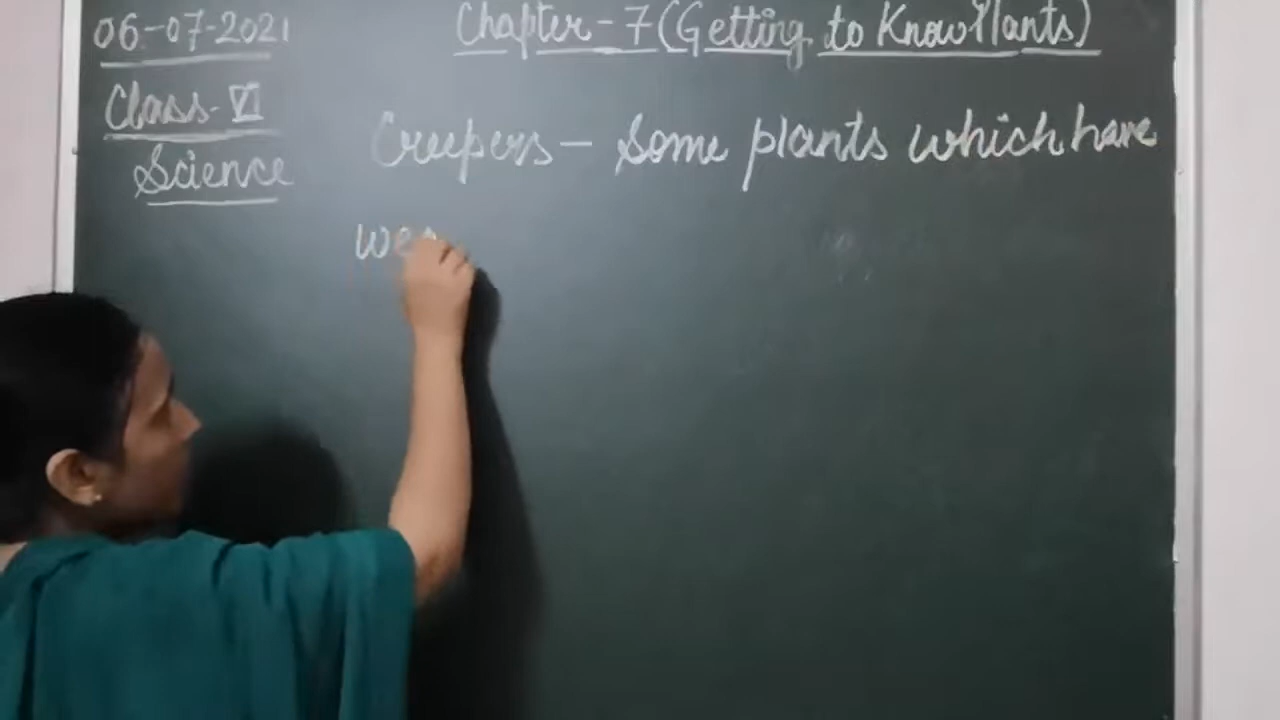 06-07-2021
Chapter-7(Getting to Know Plants)
Class-VI
Science
Creepers – Some plants which have